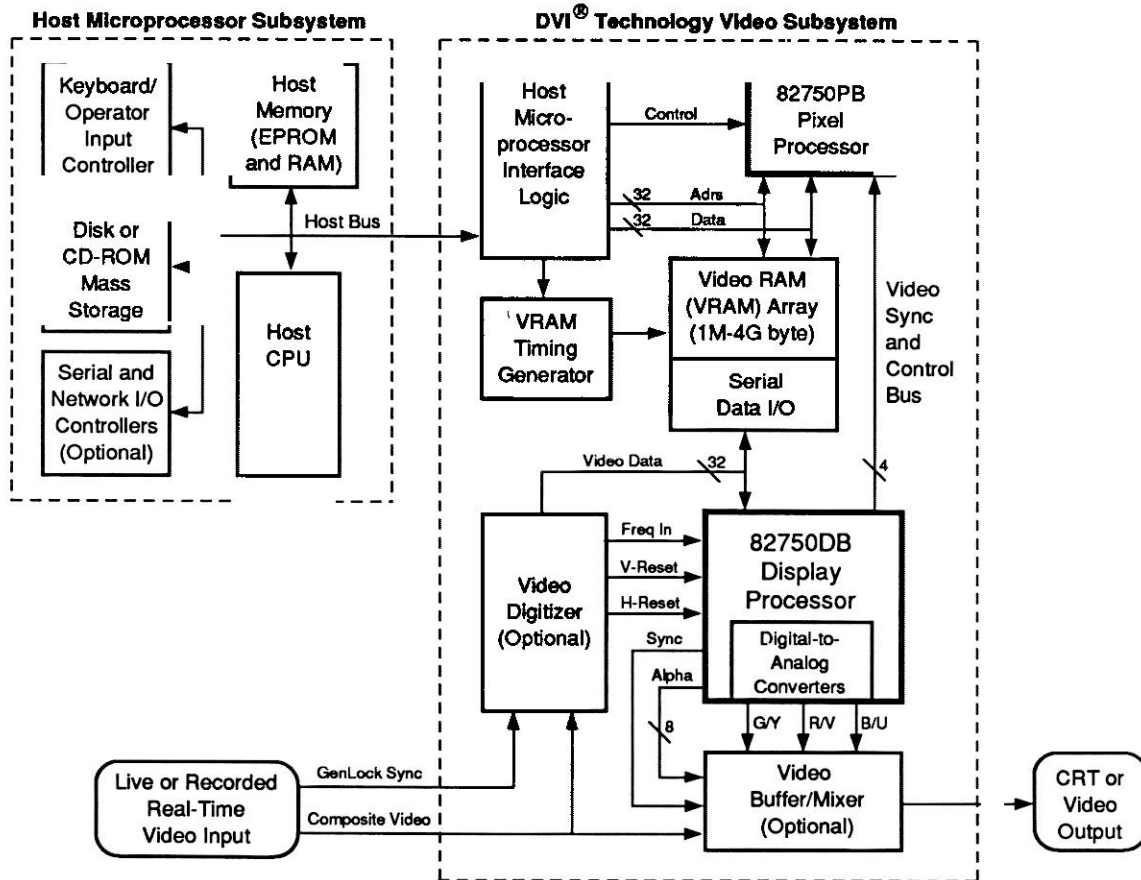 Host Microprocessor Subsystem
DVI® Technology Video Subsystem
Keyboard/
Operator
Input
Controller
Host
Memory
(EPROM
and RAM)
Disk or
CD-ROM
Mass
Storage
Serial and
Network I/O
Controllers
(Optional)
Host
CPU
Host Bus
Host
Micro-
processor
Interface
Logic
Control
82750PB
Pixel
Processor
32
Adrs
32
Data
VRAM
Timing
Generator
Video RAM
(VRAM) Array
(1M-4G byte)
Serial
Data I/O
Video
Sync
and
Control
Bus
Video Data
32
4
Video
Digitizer
(Optional)
Freq In
V-Reset
H-Reset
Sync
Alpha
8
82750DB
Display
Processor
Digital-to-
Analog
Converters
G/Y
R/V
B/U
Live or Recorded
Real-Time
Video Input
GenLock Sync
Composite Video
Video
Buffer/Mixer
(Optional)
CRT or
Video
Output